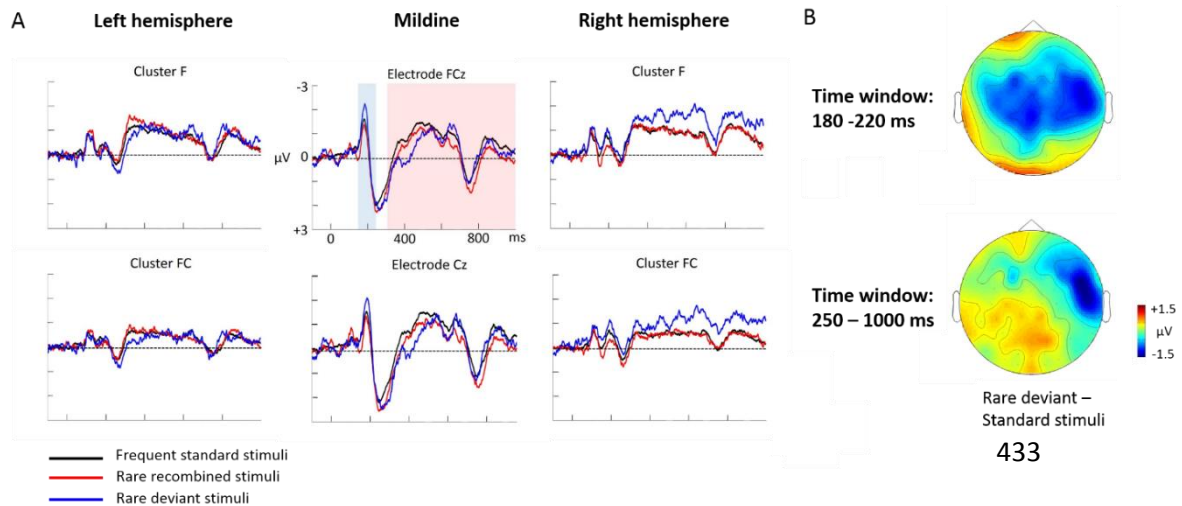 A
Left hemisphere
Mildine
Right hemisphere
Cluster F
Electrode FCz
Cluster F
-3
μV
0
+3
0
400
800
ms
Cluster FC
Electrode Cz
Cluster FC
Frequent standard stimuli
Rare recombined stimuli
Rare deviant stimuli
B
Time window:
180 -220 ms
Time window:
250 – 1000 ms
+1.5
μV
-1.5
Rare deviant –
Standard stimuli
433